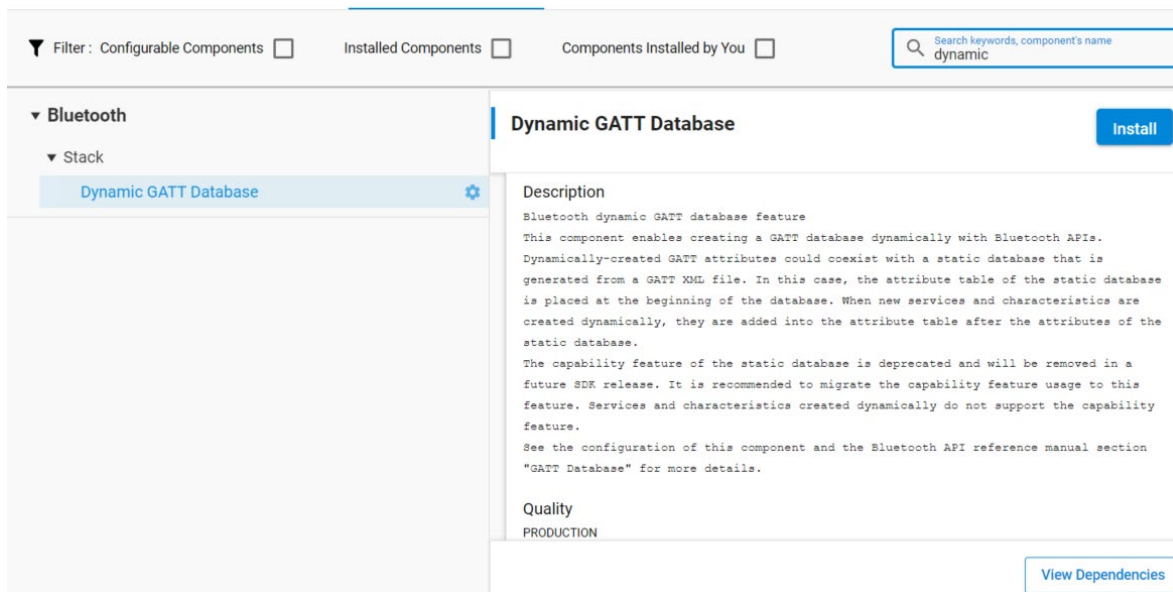 Filter : Configurable Components
Installed Components
Components Installed by You
Search keywords, component's name
dynamic
Bluetooth
Stack
Dynamic GATT Database
Dynamic GATT Database
Install
Description
Bluetooth dynamic GATT database feature
This component enables creating a GATT database dynamically with Bluetooth APIs.
Dynamically-created GATT attributes could coexist with a static database that is
generated from a GATT XML file. In this case, the attribute table of the static database
is placed at the beginning of the database. When new services and characteristics are
created dynamically, they are added into the attribute table after the attributes of the
static database.
The capability feature of the static database is deprecated and will be removed in a
future SDK release. It is recommended to migrate the capability feature usage to this
feature. Services and characteristics created dynamically do not support the capability
feature.
See the configuration of this component and the Bluetooth API reference manual section
"GATT Database" for more details.
Quality
PRODUCTION
View Dependencies